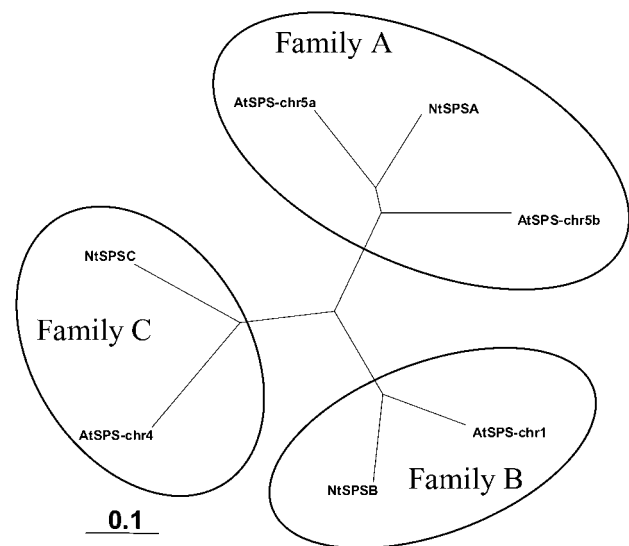 Family A
AtSPS-chr5a
NtSPSA
AtSPS-chr5b
NtSPSC
Family C
AtSPS-chr4
AtSPS-chr1
Family B
NtSPSB
0.1